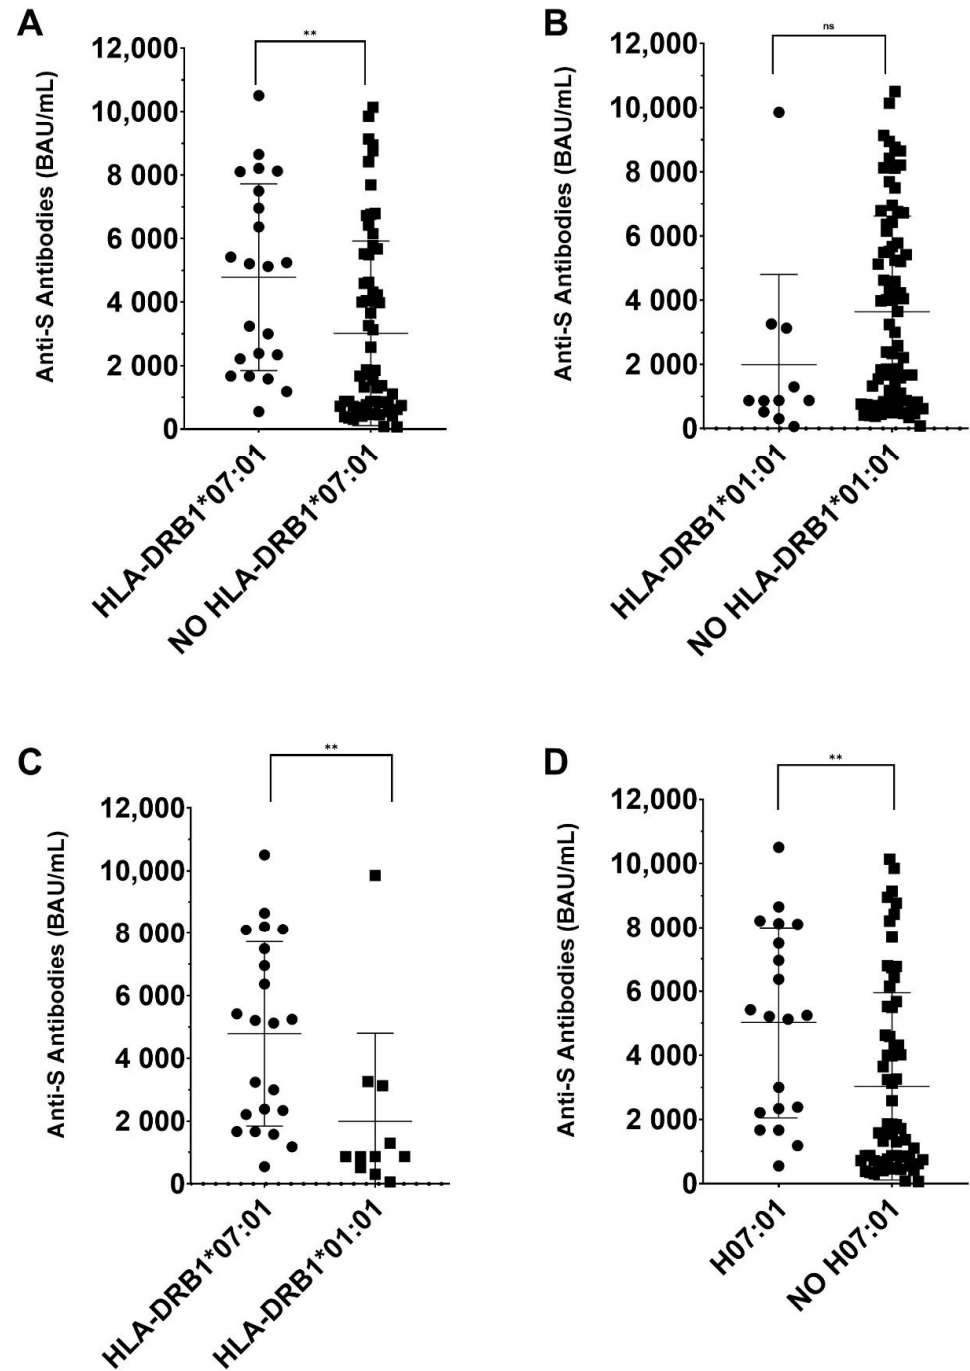 A
**
Anti-S Antibodies (BAU/mL)
12,000
10,000
8 000
6 000
4 000
2 000
0
HLA-DRB1*07:01
NO HLA-DRB1*07:01
B
ns
Anti-S Antibodies (BAU/mL)
12,000
10,000
8 000
6 000
4 000
2 000
0
HLA-DRB1*01:01
NO HLA-DRB1*01:01
C
**
Anti-S Antibodies (BAU/mL)
12,000
10,000
8 000
6 000
4 000
2 000
0
HLA-DRB1*07:01
HLA-DRB1*01:01
D
**
Anti-S Antibodies (BAU/mL)
12,000
10,000
8 000
6 000
4 000
2 000
0
H07:01
NO H07:01